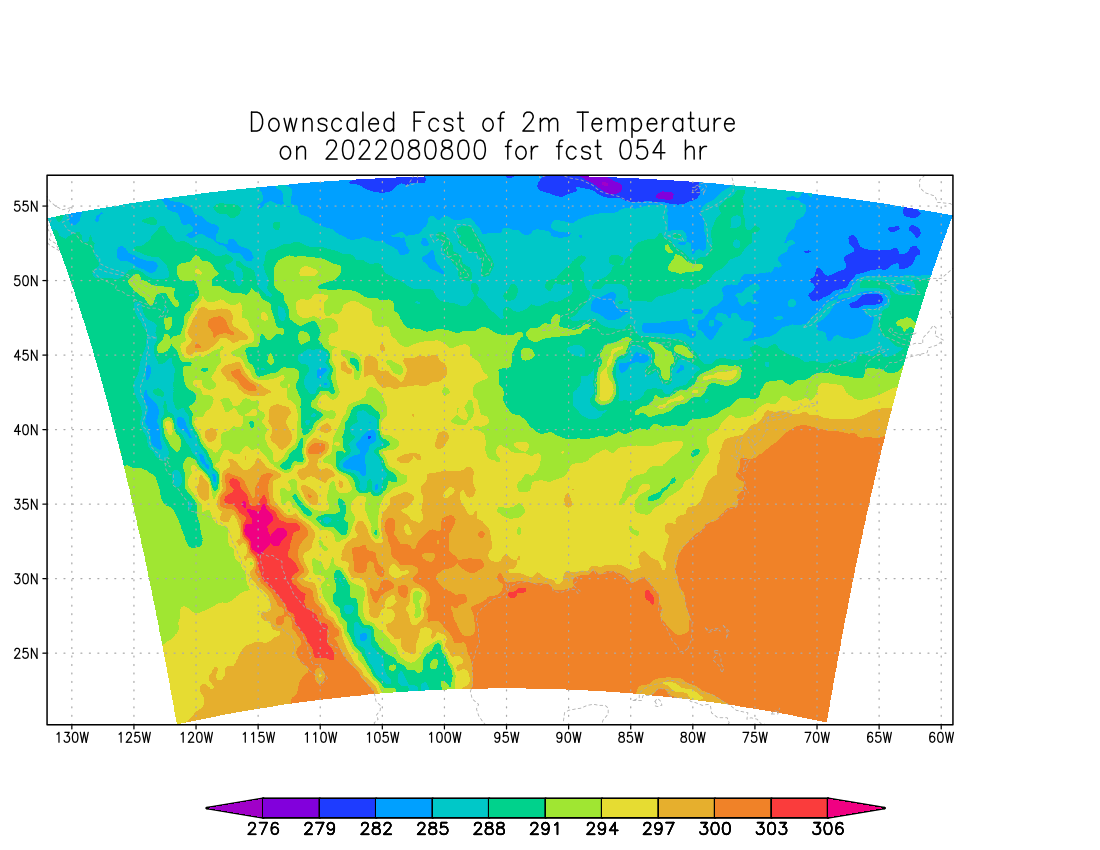 Downscaled Fcst of 2m Temperature
on 2022080800 for fcst 054 hr
55N
50N
45N
40N
35N
30N
25N
130W 125W 120W 115W 110W 105W 100W 95W 90W 85W 80W 75W 70W 65W 60W
276 279 282 285 288 291 294 297 300 303 306